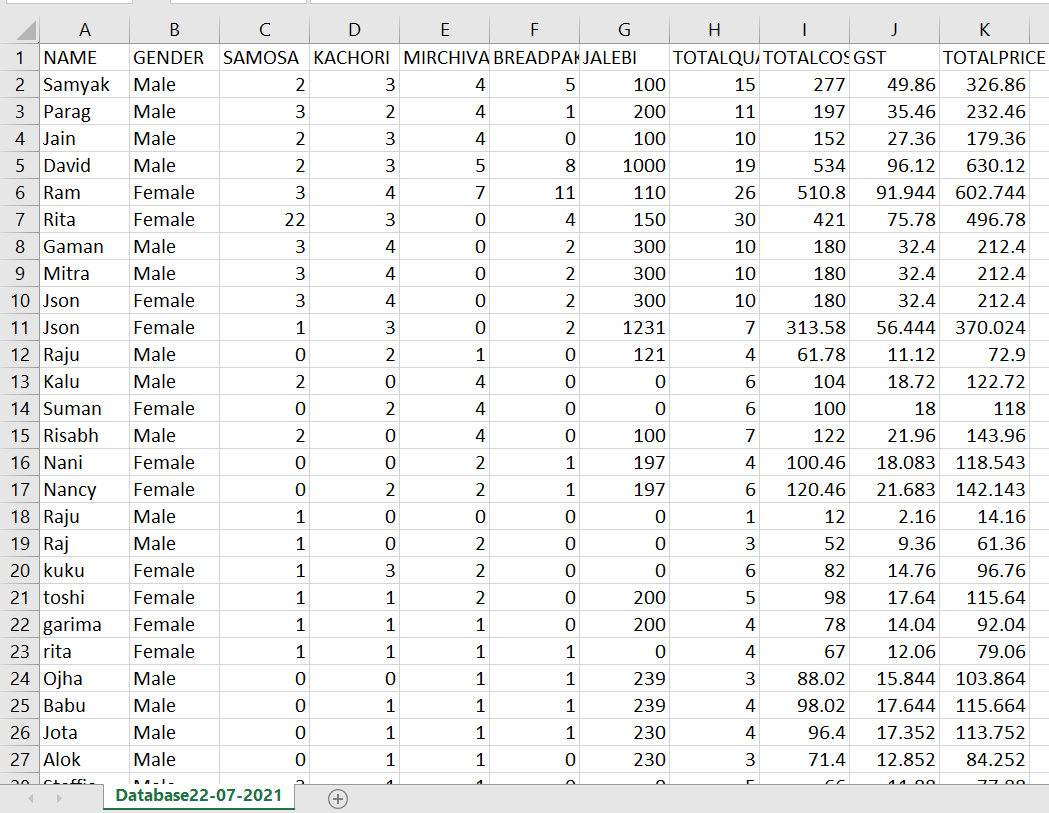 A B C D E F G H I J K
1 NAME GENDER SAMOSA KACHORI MIRCHIVA BREADPAK JALEBI TOTALQUA TOTALCOS GST TOTALPRICE
2 Samyak Male 2 3 4 5 100 15 277 49.86 326.86
3 Parag Male 3 2 4 1 200 11 197 35.46 232.46
4 Jain Male 2 3 4 0 100 10 152 27.36 179.36
5 David Male 2 3 5 8 1000 19 534 96.12 630.12
6 Ram Female 3 4 7 11 110 26 510.8 91.944 602.744
7 Rita Female 22 3 0 4 150 30 421 75.78 496.78
8 Gaman Male 3 4 0 2 300 10 180 32.4 212.4
9 Mitra Male 3 4 0 2 300 10 180 32.4 212.4
10 Json Female 3 4 0 2 300 10 180 32.4 212.4
11 Json Female 1 3 0 2 1231 7 313.58 56.444 370.024
12 Raju Male 0 2 1 0 121 4 61.78 11.12 72.9
13 Kalu Male 2 0 4 0 0 6 104 18.72 122.72
14 Suman Female 0 2 4 0 0 6 100 18 118
15 Risabh Male 2 0 4 0 100 7 122 21.96 143.96
16 Nani Female 0 0 2 1 197 4 100.46 18.083 118.543
17 Nancy Female 0 2 2 1 197 6 120.46 21.683 142.143
18 Raju Male 1 0 0 0 0 1 12 2.16 14.16
19 Raj Male 1 0 2 0 0 3 52 9.36 61.36
20 kuku Female 1 3 2 0 0 6 82 14.76 96.76
21 toshi Female 1 1 2 0 200 5 98 17.64 115.64
22 garima Female 1 1 1 0 200 4 78 14.04 92.04
23 rita Female 1 1 1 1 0 4 67 12.06 79.06
24 Ojha Male 0 0 1 1 239 3 88.02 15.844 103.864
25 Babu Male 0 1 1 1 239 4 98.02 17.644 115.664
26 Jota Male 0 1 1 1 230 4 96.4 17.352 113.752
27 Alok Male 0 1 1 0 230 3 71.4 12.852 84.252
Database22-07-2021